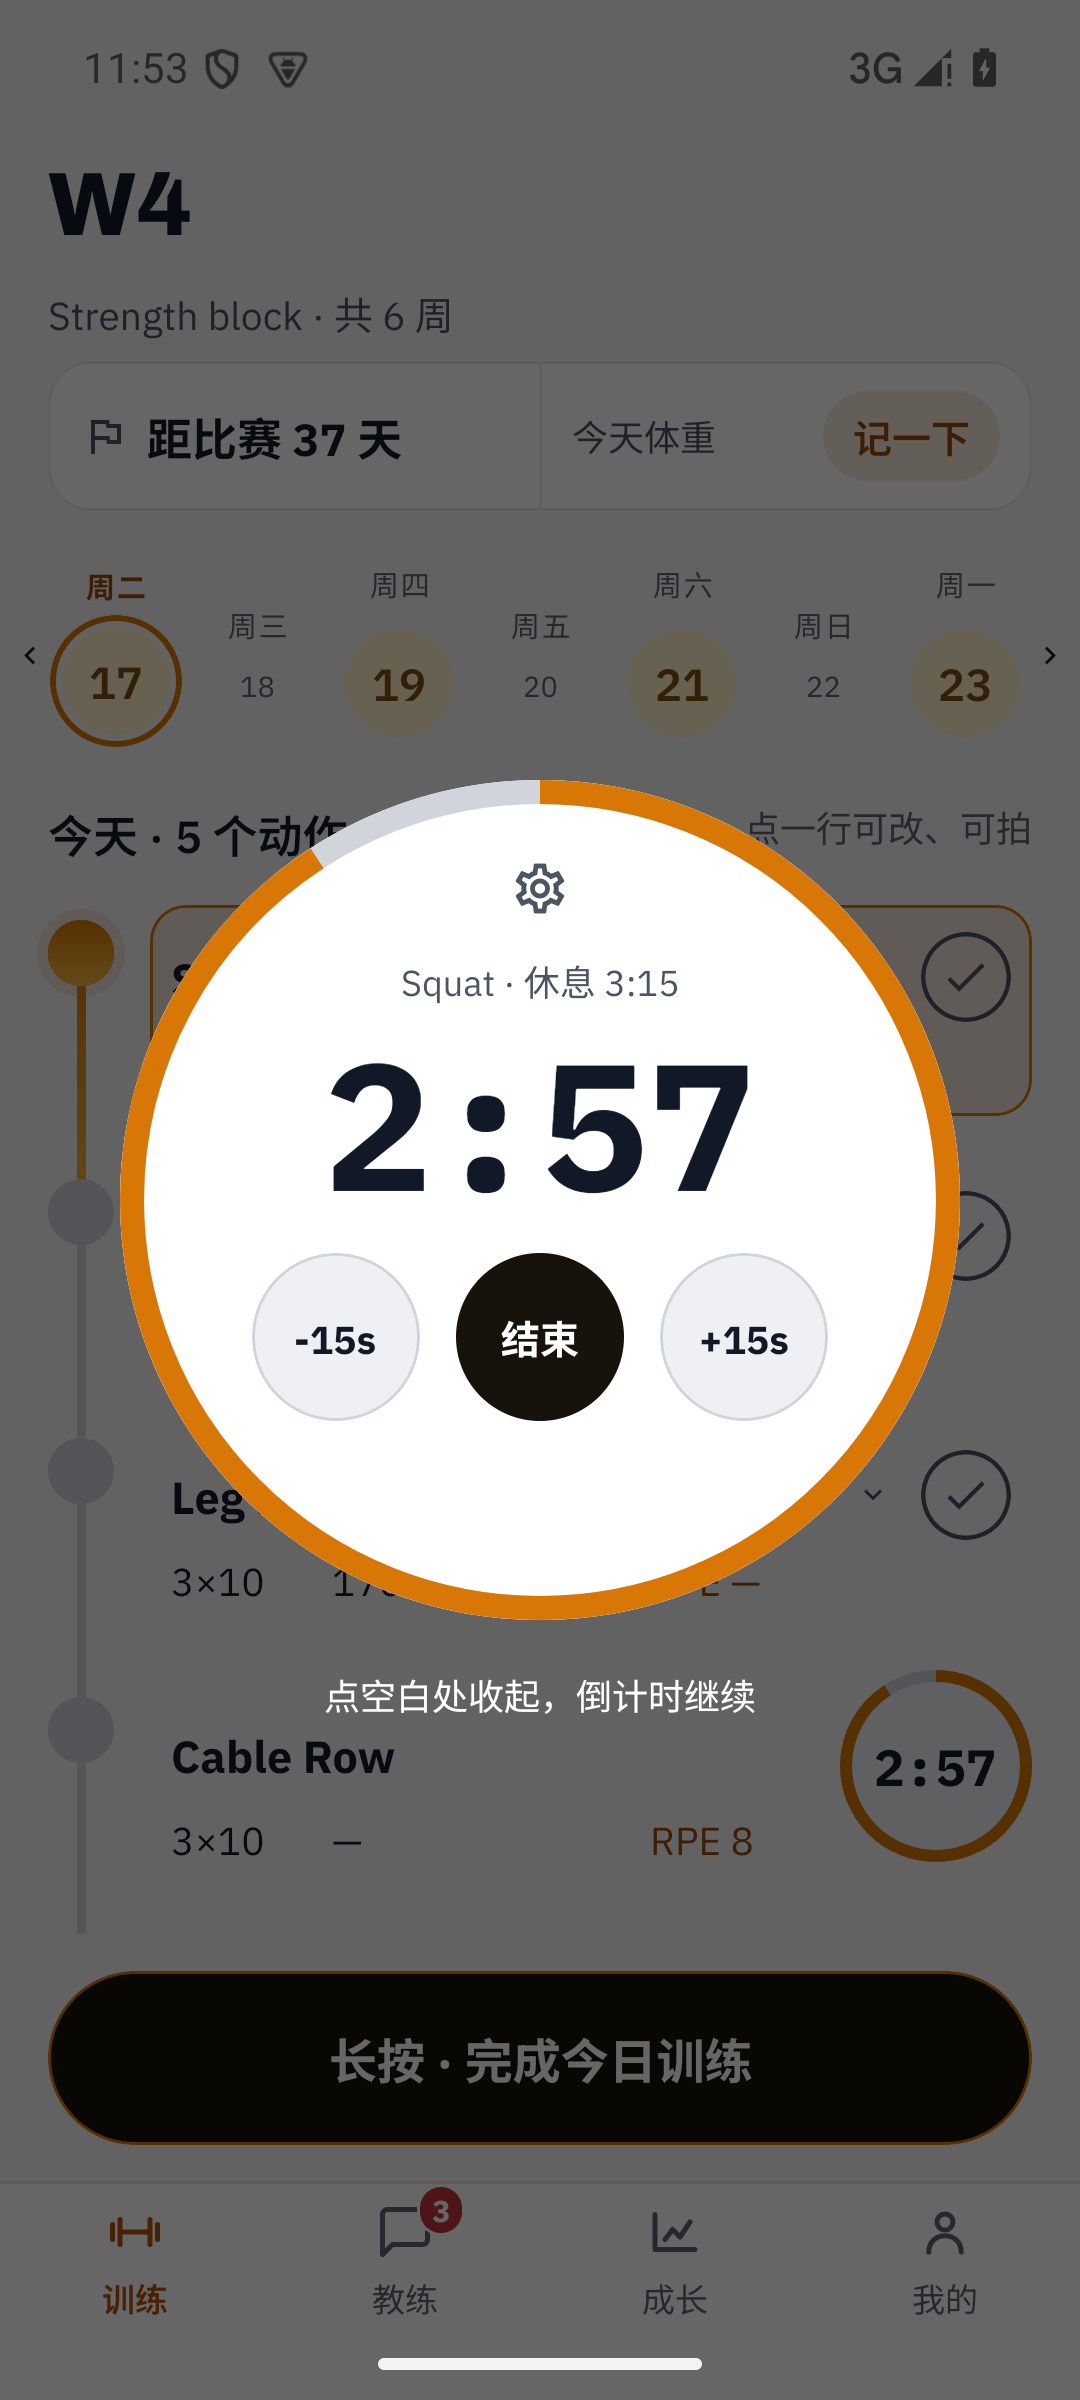 11:53 3G
W4
Strength block · 共 6 周
距比赛 37 天 今天体重 记一下
周二 周三 周四 周五 周六 周日 周一
17 18 19 20 21 22 23
今天 · 5 个动作 点一行可改、可拍
Squat · 休息 3:15
2:57
-15s 结束 +15s
Leg
3×10
点空白处收起，倒计时继续
Cable Row 2:57
3×10 — RPE 8
长按 · 完成今日训练
3
训练 教练 成长 我的